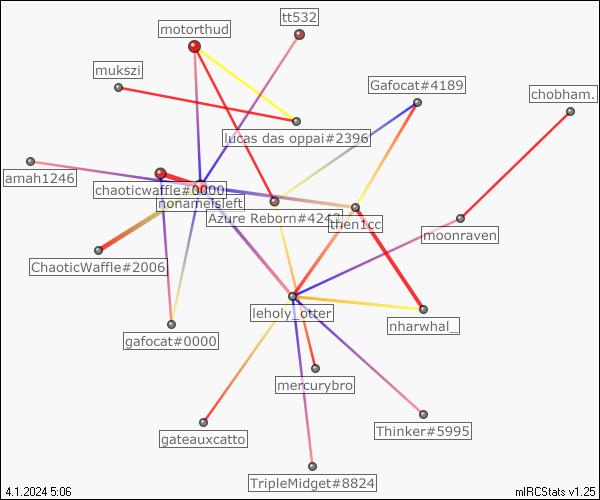 tt532
motorthud
mukszi
Gafocat#4189
chobham.
lucas das oppai#2396
amah1246
chaoticwaffle#0000
nonameisleft
Azure Reborn#4243
then1cc
moonraven
ChaoticWaffle#2006
leholy_otter
nharwhal_
gafocat#0000
mercurybro
Thinker#5995
gateauxcatto
TripleMidget#8824
4.1.2024 5:06
mIRCStats v1.25